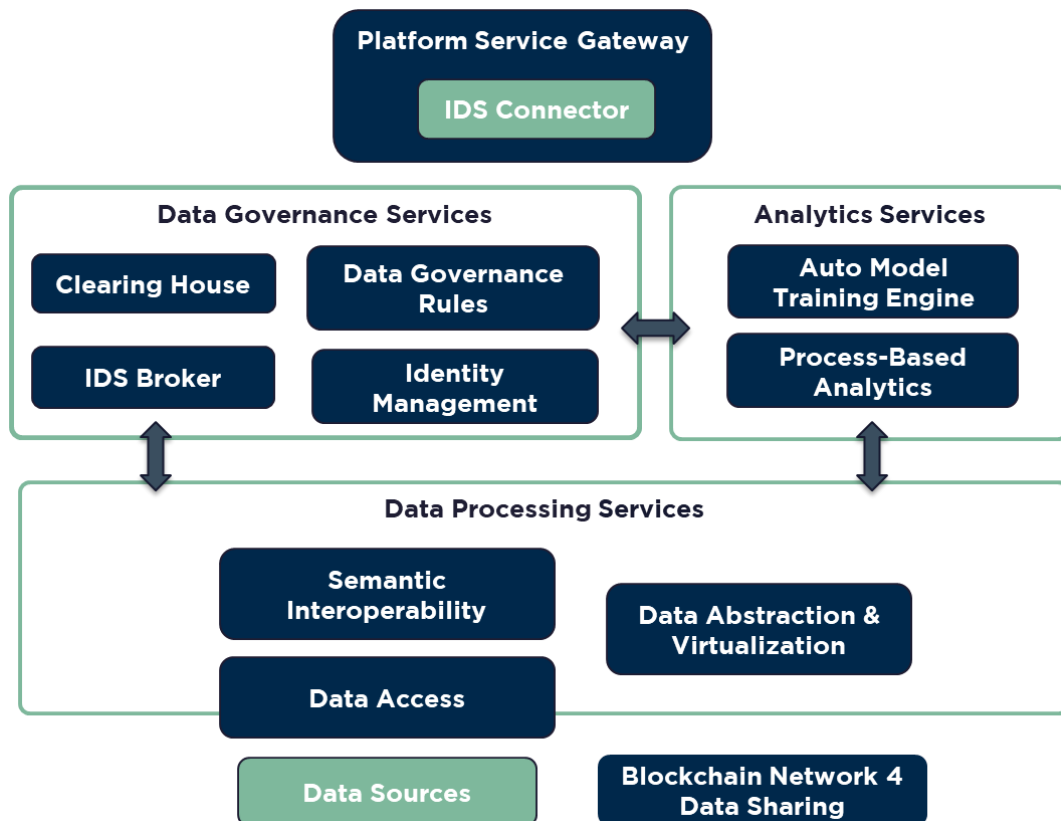 Platform Service Gateway
IDS Connector
Data Governance Services
Clearing House
Data Governance
Rules
IDS Broker
Identity
Management
Analytics Services
Auto Model
Training Engine
Process-Based
Analytics
Data Processing Services
Semantic
Interoperability
Data Abstraction &
Virtualization
Data Access
Data Sources
Blockchain Network 4
Data Sharing